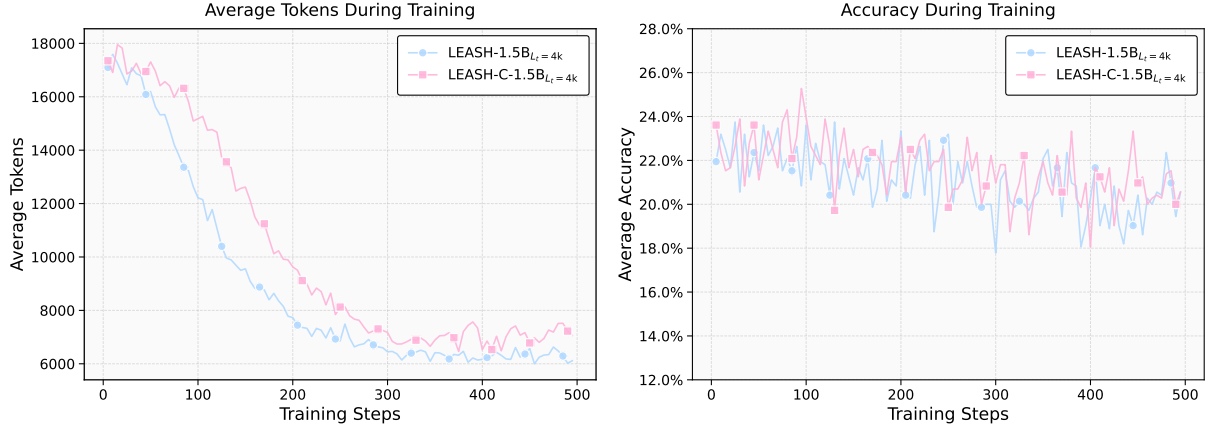 Average Tokens During Training
18000
16000
14000
12000
10000
8000
6000
Average Tokens
0 100 200 300 400 500
Training Steps
LEASH-1.5B L_t=4k
LEASH-C-1.5B L_t=4k
Accuracy During Training
28.0%
26.0%
24.0%
22.0%
20.0%
18.0%
16.0%
14.0%
12.0%
Average Accuracy
0 100 200 300 400 500
Training Steps
LEASH-1.5B L_t=4k
LEASH-C-1.5B L_t=4k